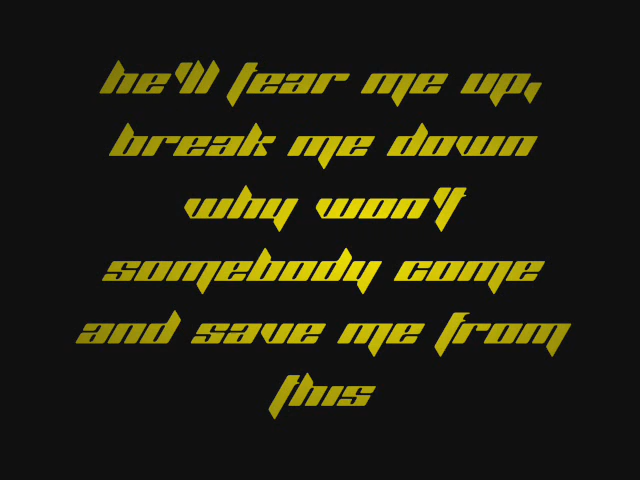 he'll tear me up,
break me down
why won't
somebody come
and save me from
this